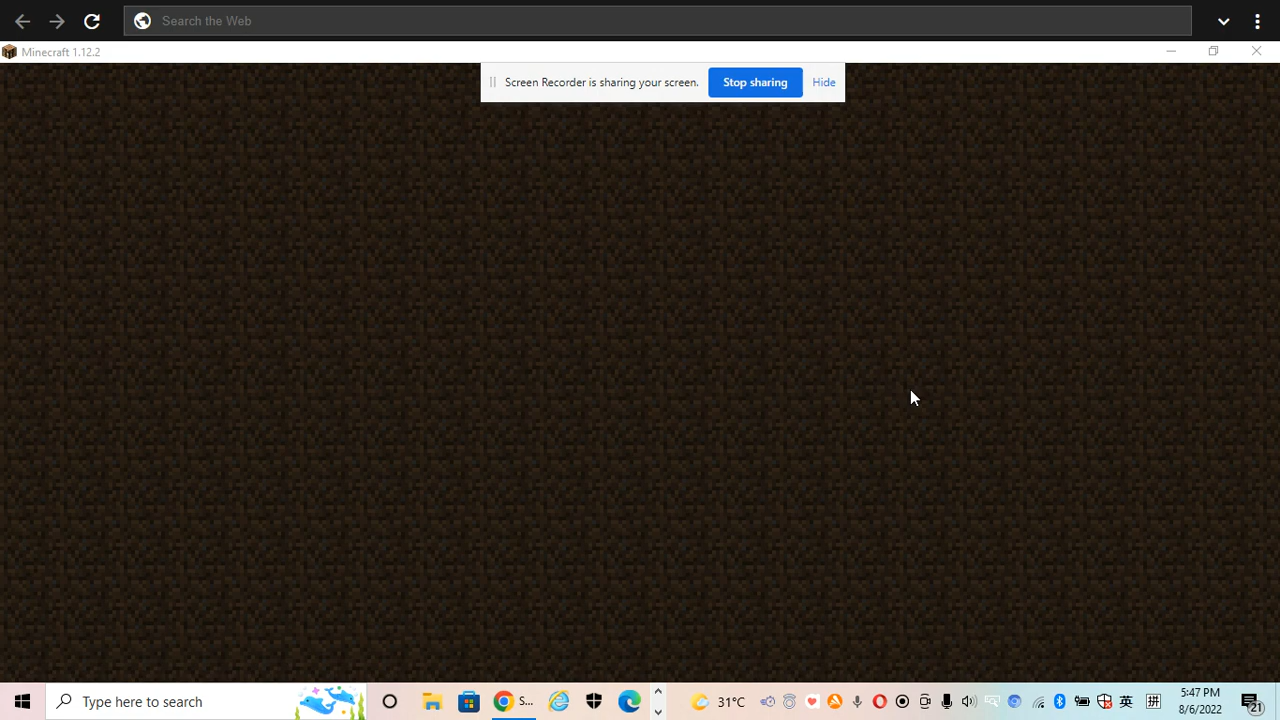 Search the Web
Minecraft 1.12.2
Screen Recorder is sharing your screen. Stop sharing Hide
Type here to search
S...
31°C
英
拼
5:47 PM
8/6/2022
21